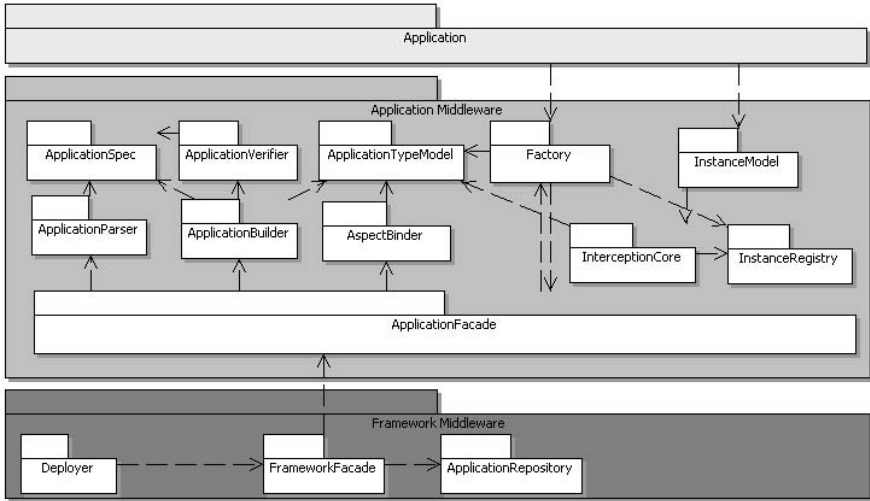 Application
Application Middleware
ApplicationSpec
ApplicationVerifier
ApplicationTypeModel
Factory
InstanceModel
ApplicationParser
ApplicationBuilder
AspectBinder
InterceptionCore
InstanceRegistry
ApplicationFacade
Framework Middleware
Deployer
FrameworkFacade
ApplicationRepository